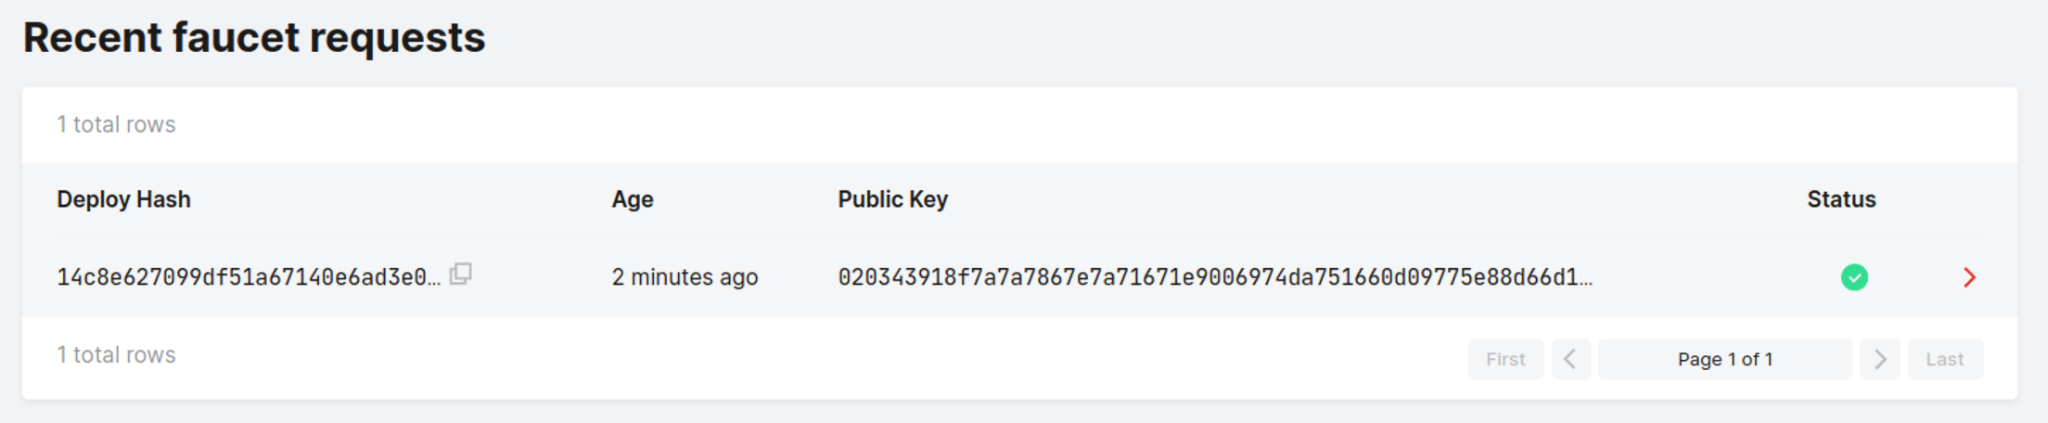 Recent faucet requests
1 total rows
Deploy Hash Age Public Key Status
14c8e627099df51a67140e6ad3e0… 2 minutes ago 020343918f7a7a7867e7a71671e9006974da751660d09775e88d66d1…
1 total rows First Page 1 of 1 Last